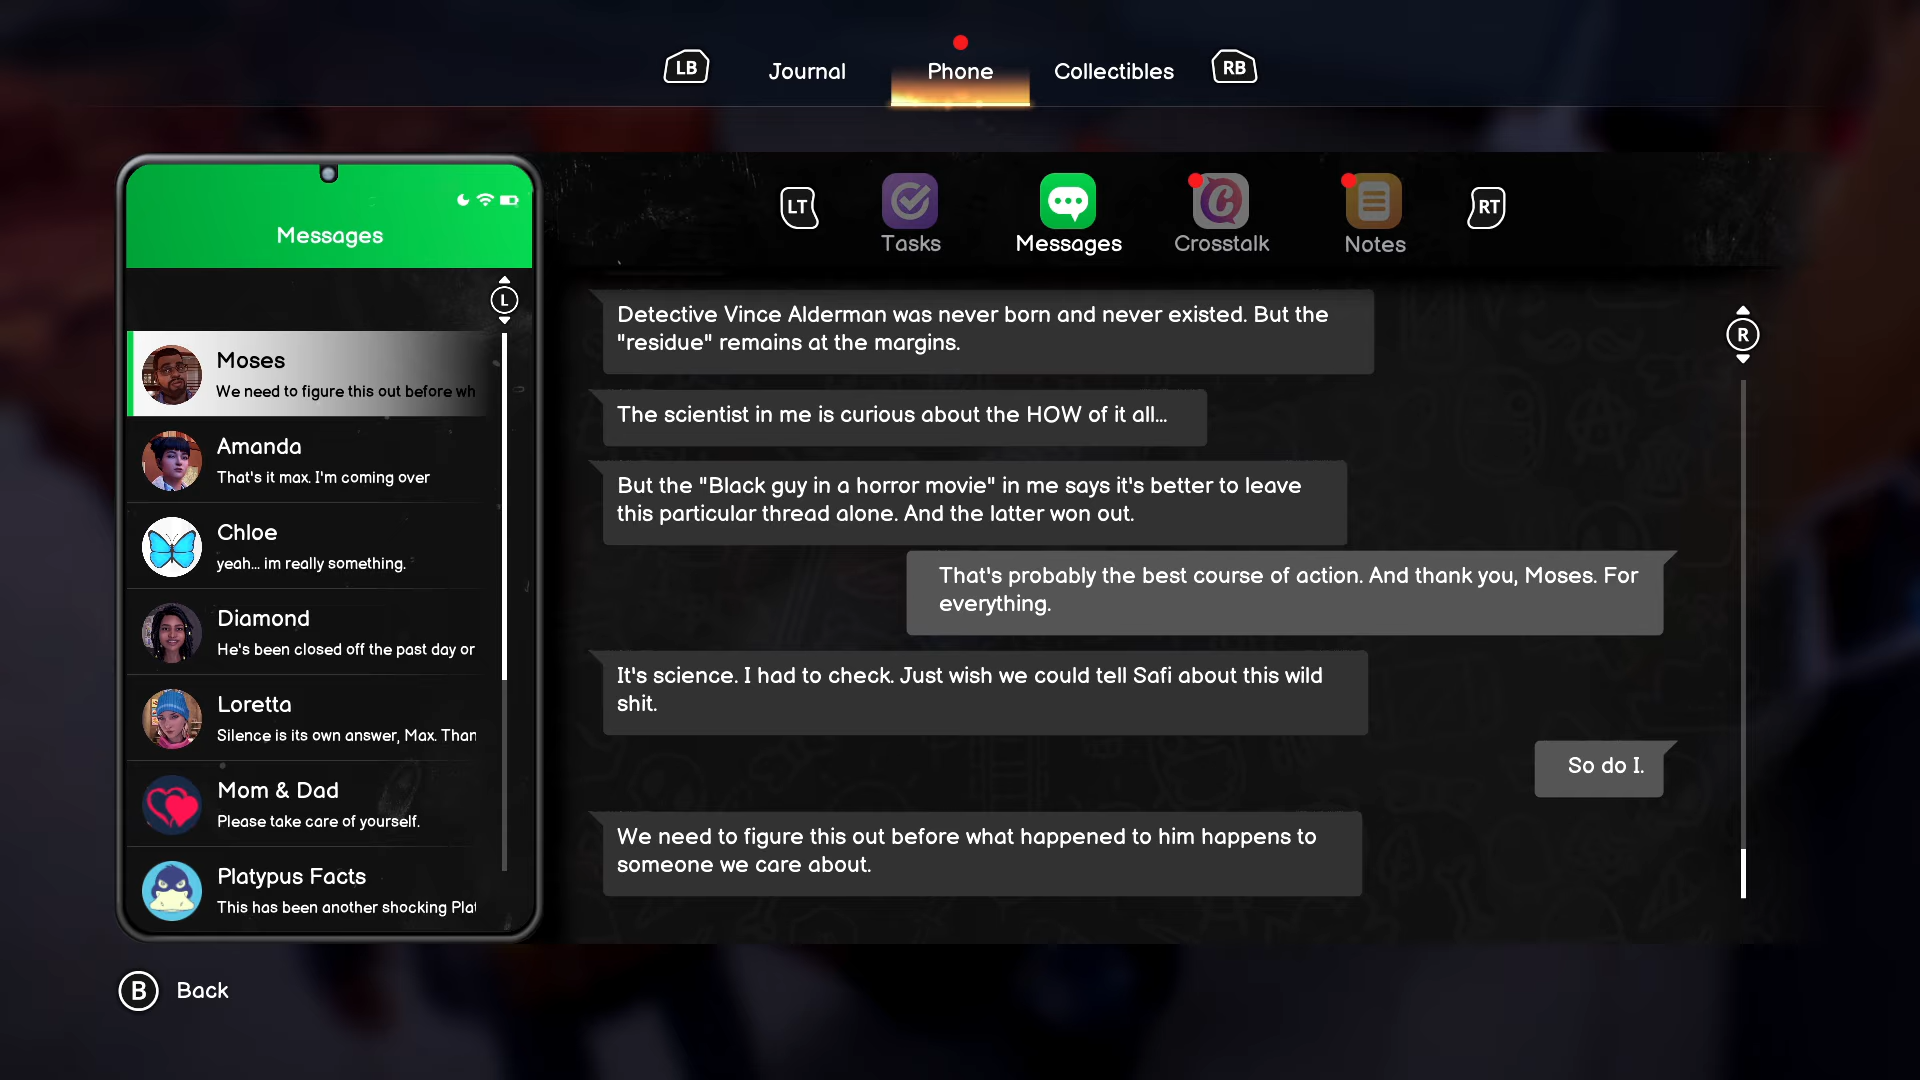 LB
Journal
Phone
Collectibles
RB
Messages
L
Moses
We need to figure this out before wh
Amanda
That's it max. I'm coming over
Chloe
yeah... im really something.
Diamond
He's been closed off the past day or
Loretta
Silence is its own answer, Max. Than
Mom & Dad
Please take care of yourself.
Platypus Facts
This has been another shocking Plat
LT
Tasks
Messages
Crosstalk
Notes
RT
Detective Vince Alderman was never born and never existed. But the
"residue" remains at the margins.
The scientist in me is curious about the HOW of it all...
But the "Black guy in a horror movie" in me says it's better to leave
this particular thread alone. And the latter won out.
That's probably the best course of action. And thank you, Moses. For
everything.
It's science. I had to check. Just wish we could tell Safi about this wild
shit.
So do I.
We need to figure this out before what happened to him happens to
someone we care about.
R
B
Back